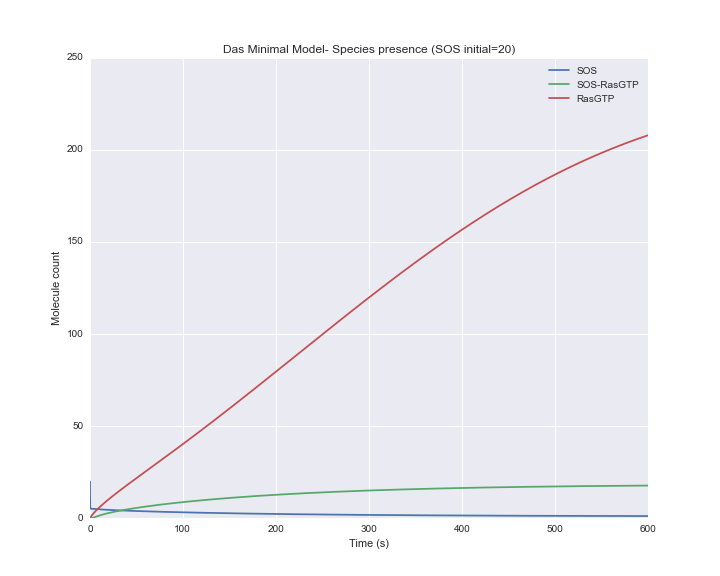 Das Minimal Model- Species presence (SOS initial=20)
SOS
SOS-RasGTP
RasGTP
250
200
150
100
50
0
Molecule count
0 100 200 300 400 500 600
Time (s)